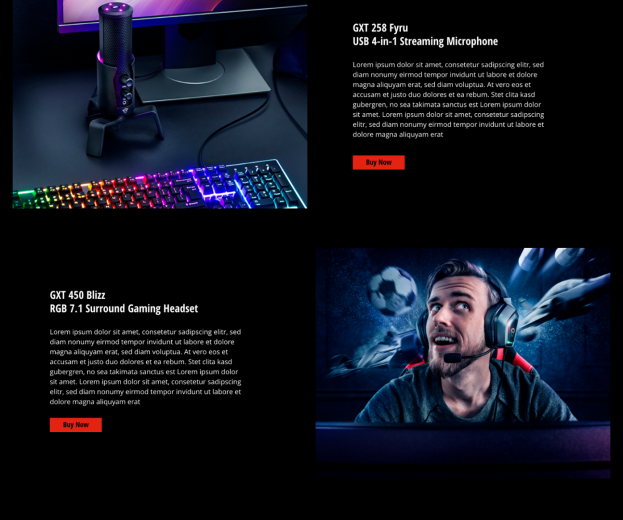 GXT 258 Fyru
USB 4-in-1 Streaming Microphone
Lorem ipsum dolor sit amet, consetetur sadipscing elitr, sed
diam nonumy eirmod tempor invidunt ut labore et dolore
magna aliquyam erat, sed diam voluptua. At vero eos et
accusam et justo duo dolores et ea rebum. Stet clita kasd
gubergren, no sea takimata sanctus est Lorem ipsum dolor
sit amet. Lorem ipsum dolor sit amet, consetetur sadipscing
elitr, sed diam nonumy eirmod tempor invidunt ut labore et
dolore magna aliquyam erat
Buy Now
GXT 450 Blizz
RGB 7.1 Surround Gaming Headset
Lorem ipsum dolor sit amet, consetetur sadipscing elitr, sed
diam nonumy eirmod tempor invidunt ut labore et dolore
magna aliquyam erat, sed diam voluptua. At vero eos et
accusam et justo duo dolores et ea rebum. Stet clita kasd
gubergren, no sea takimata sanctus est Lorem ipsum dolor
sit amet. Lorem ipsum dolor sit amet, consetetur sadipscing
elitr, sed diam nonumy eirmod tempor invidunt ut labore et
dolore magna aliquyam erat
Buy Now